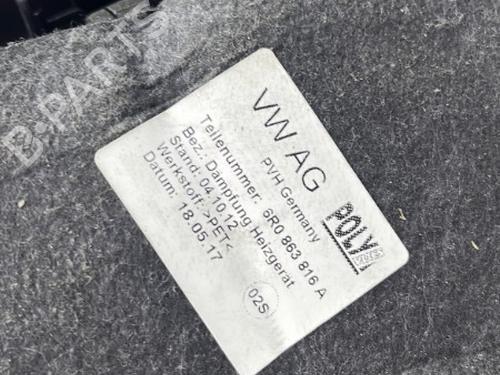 B-PARTS
VW AG
PVH Germany
Teilenummer: 6R0 863 816 A
Bez.: Dämpfung Heizgerät
Stand: 04.10.12
Werkstoff: >PET<
Datum: 18.05.17
02S